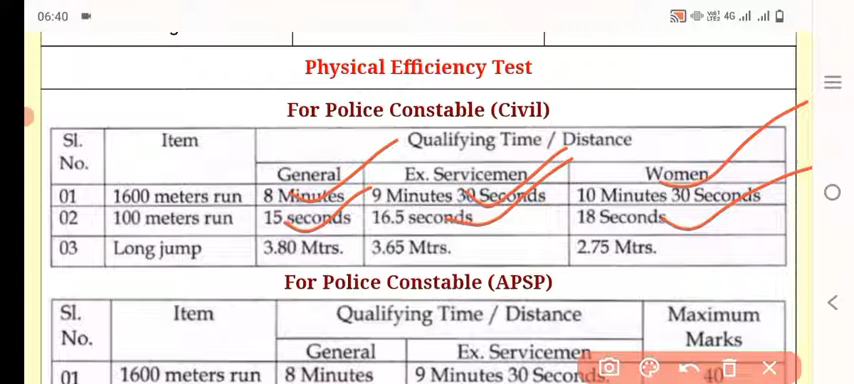 06:40
4G
Physical Efficiency Test
For Police Constable (Civil)
Sl. No. Item Qualifying Time / Distance
General Ex. Servicemen Women
01 1600 meters run 8 Minutes 9 Minutes 30 Seconds 10 Minutes 30 Seconds
02 100 meters run 15 seconds 16.5 seconds 18 Seconds
03 Long jump 3.80 Mtrs. 3.65 Mtrs. 2.75 Mtrs.
For Police Constable (APSP)
Sl. No. Item Qualifying Time / Distance Maximum Marks
General Ex. Servicemen
01 1600 meters run 8 Minutes 9 Minutes 30 Seconds. 40